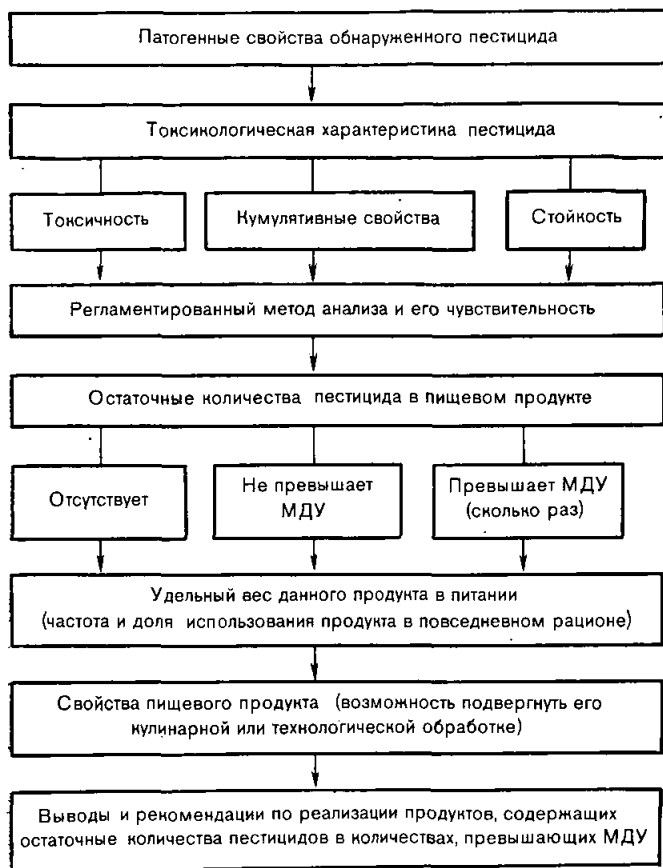 Патогенные свойства обнаруженного пестицида
Токсикологическая характеристика пестицида
Токсичность
Кумулятивные свойства
Стойкость
Регламентированный метод анализа и его чувствительность
Остаточные количества пестицида в пищевом продукте
Отсутствует
Не превышает
МДУ
Превышает МДУ
(сколько раз)
Удельный вес данного продукта в питании
(частота и доля использования продукта в повседневном рационе)
Свойства пищевого продукта (возможность подвергнуть его
кулинарной или технологической обработке)
Выводы и рекомендации по реализации продуктов, содержащих
остаточные количества пестицидов в количествах, превышающих МДУ